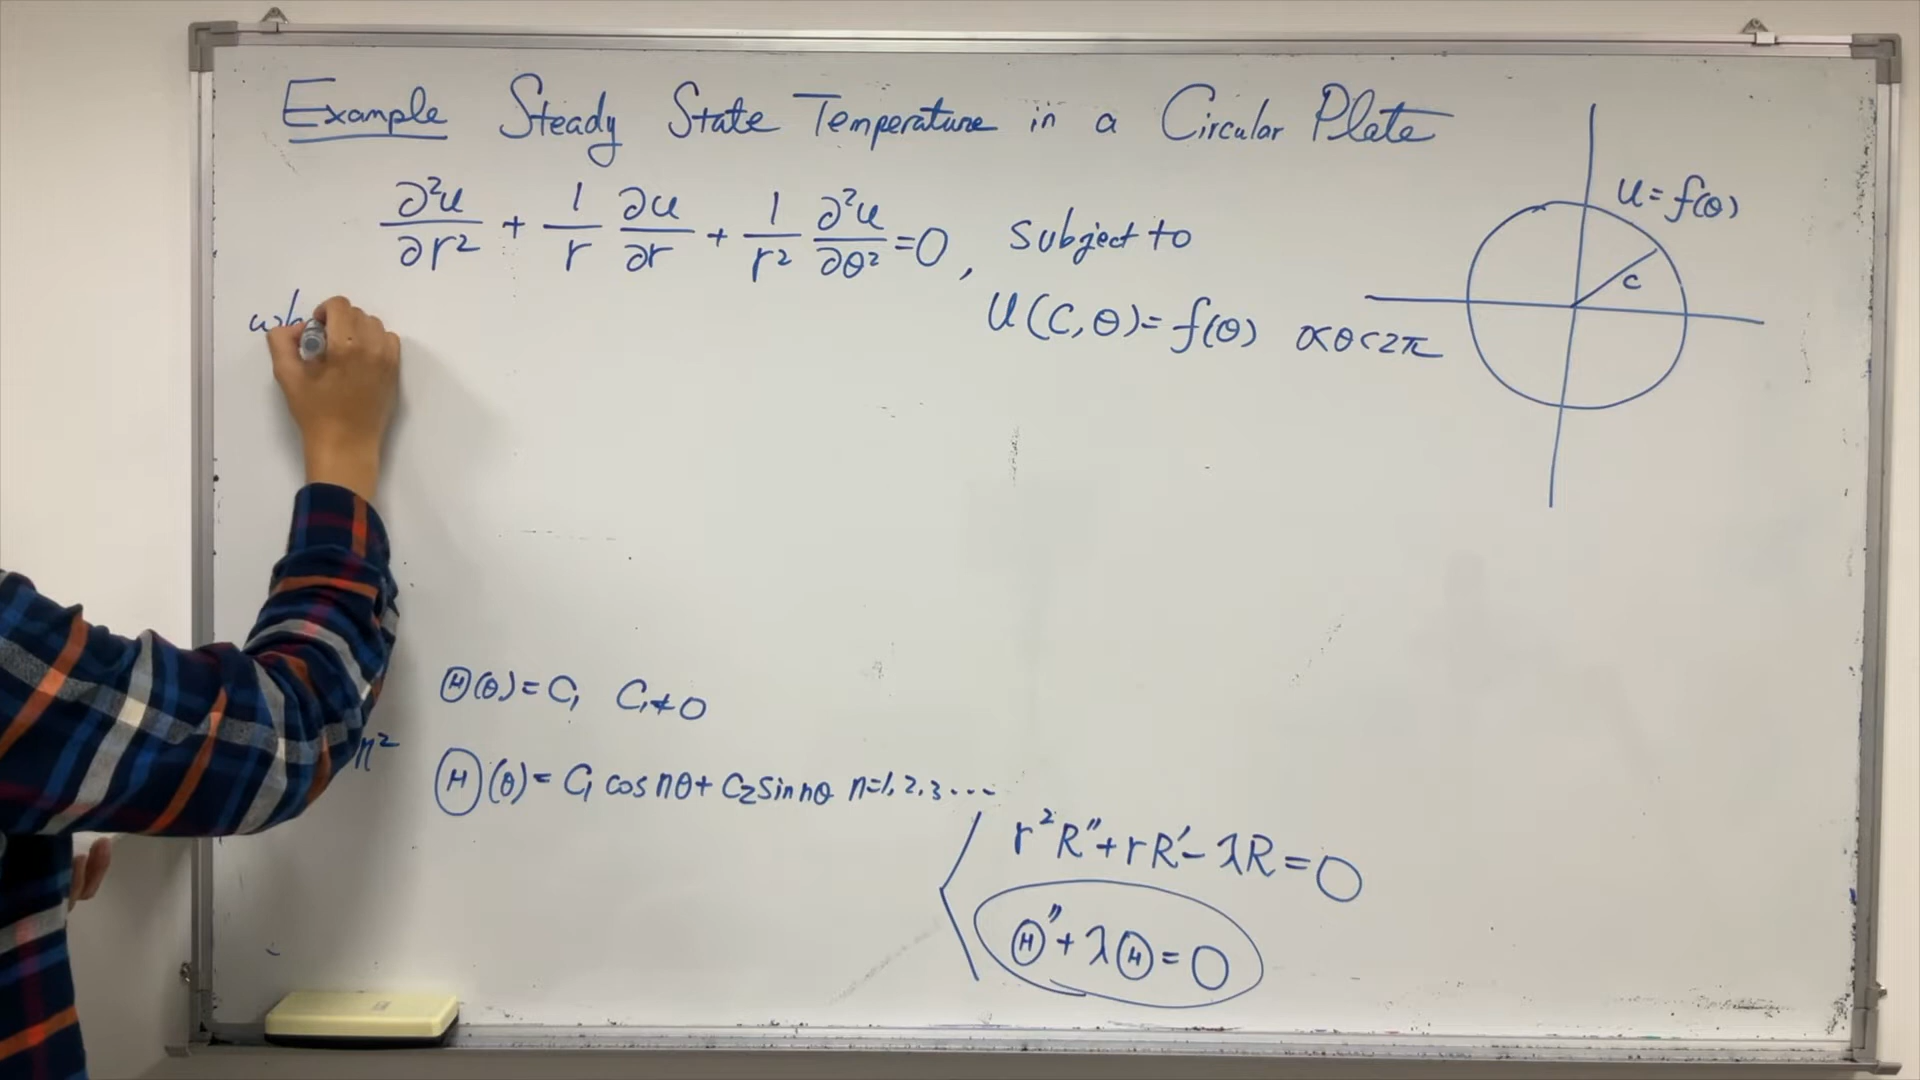 Example Steady State Temperature in a Circular Plate
∂²u/∂r² + 1/r ∂u/∂r + 1/r² ∂²u/∂θ² = 0, subject to
u(c, θ) = f(θ) 0<θ<2π
u = f(θ)
c
Θ(θ) = C₁ C₁ ≠ 0
n²
Θ(θ) = C₁ cos nθ + C₂ sin nθ n=1, 2, 3 ...
r²R″ + rR′ − λR = 0
Θ″ + λΘ = 0